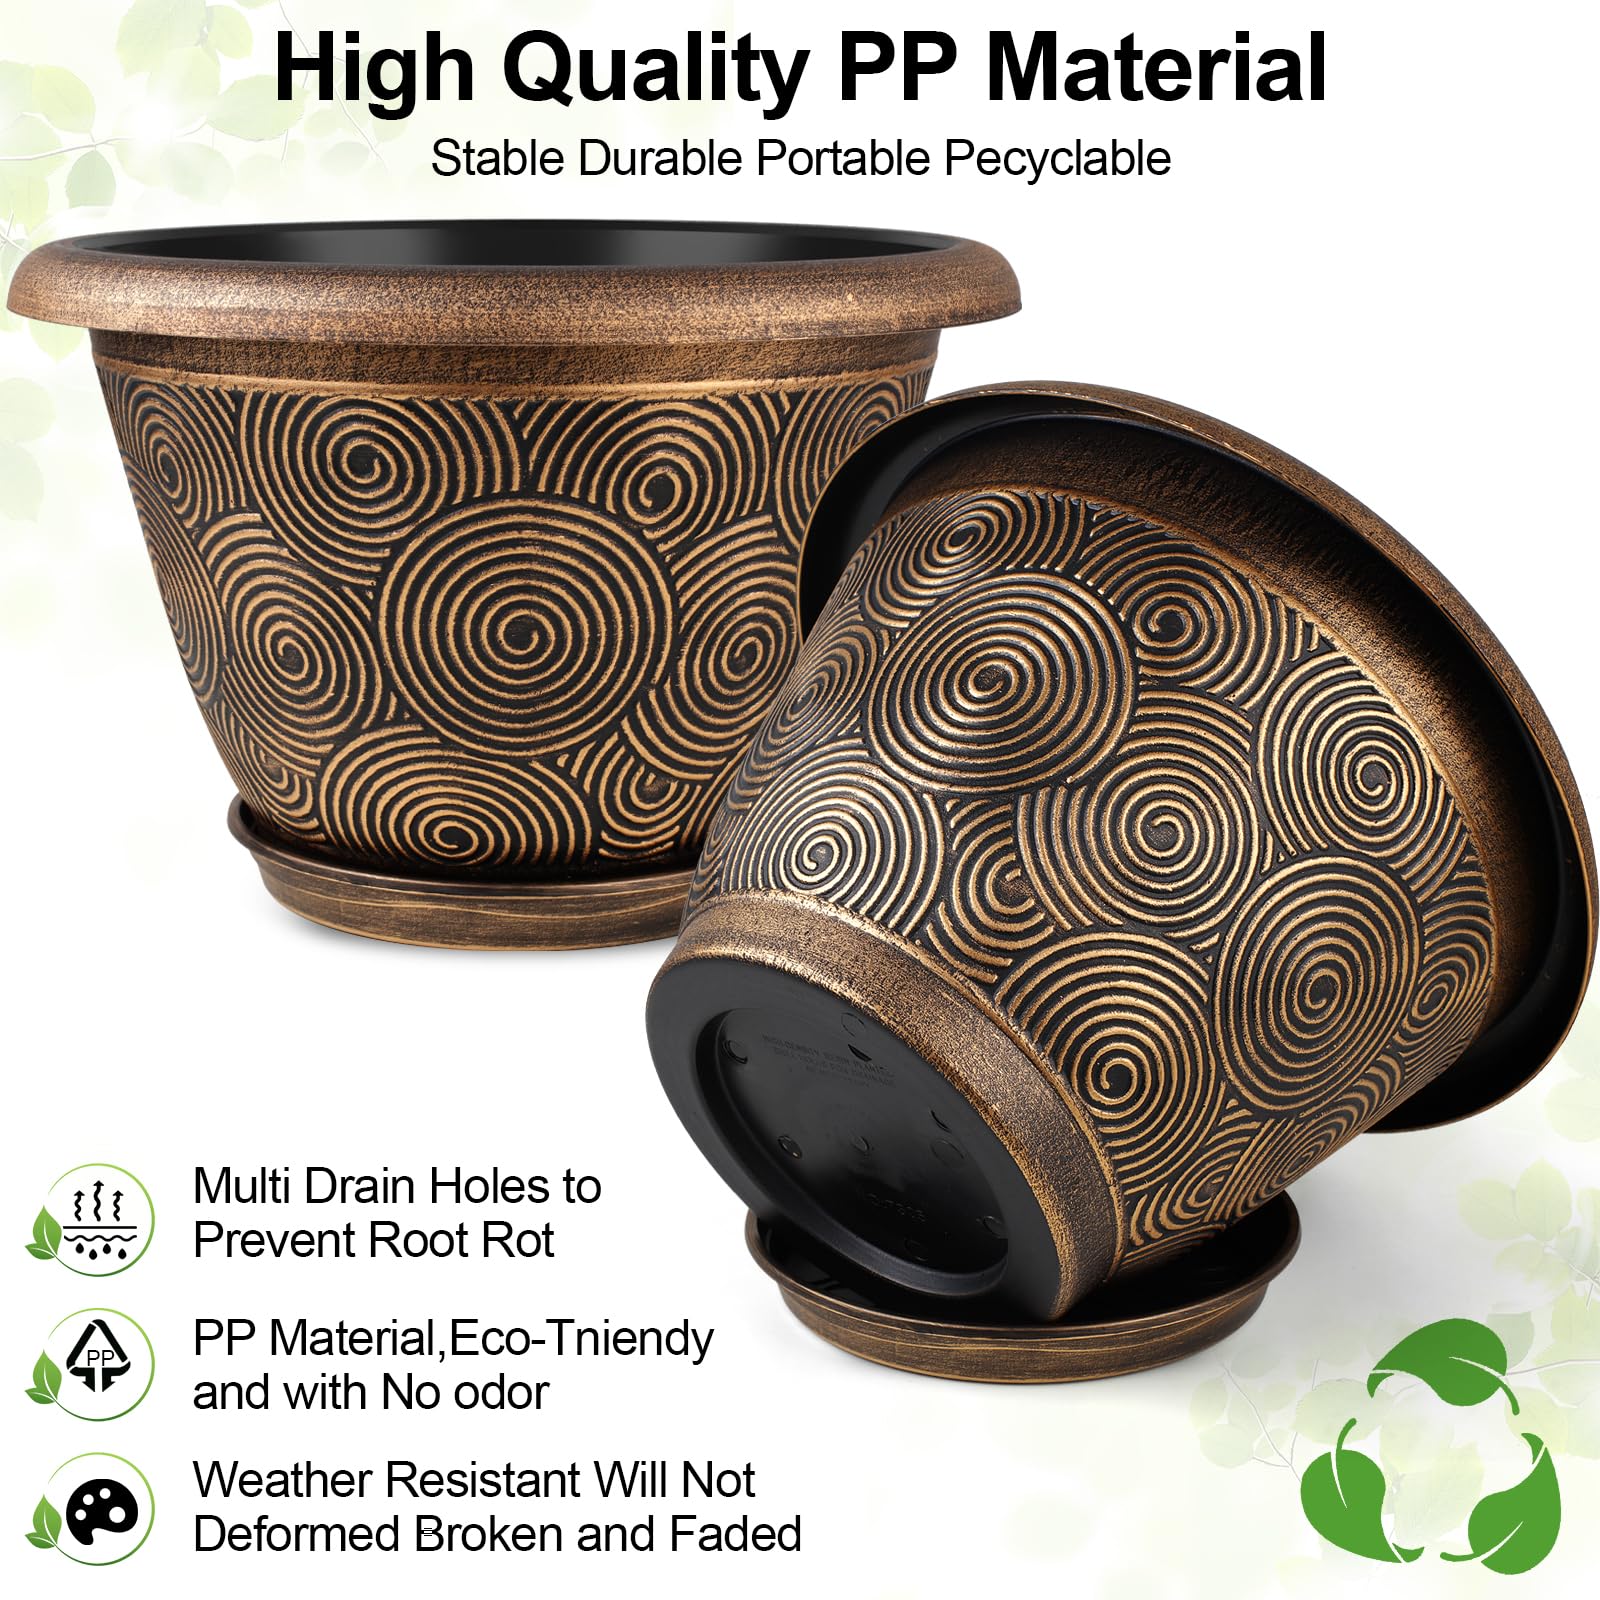 High Quality PP Material
Stable Durable Portable Pecyclable
Multi Drain Holes to
Prevent Root Rot
PP
PP Material,Eco-Tniendy
and with No odor
Weather Resistant Will Not
Deformed Broken and Faded